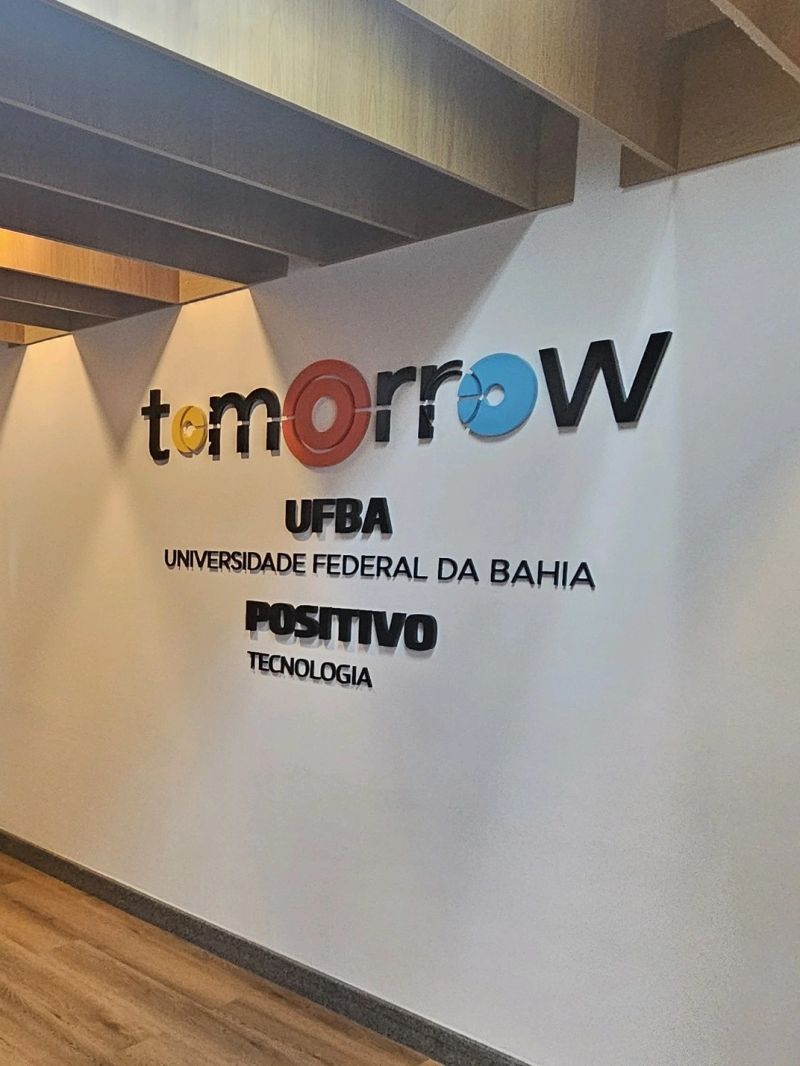 tomorrow
UFBA
UNIVERSIDADE FEDERAL DA BAHIA
POSITIVO
TECNOLOGIA